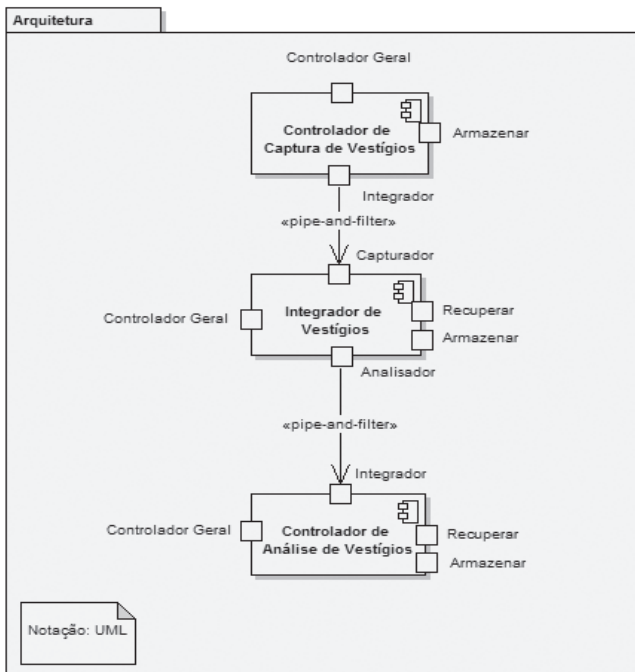 Arquitetura
Controlador Geral
Controlador de
Captura de Vestígios
Armazenar
Integrador
«pipe-and-filter»
Capturador
Controlador Geral
Integrador de
Vestígios
Recuperar
Armazenar
Analisador
«pipe-and-filter»
Integrador
Controlador Geral
Controlador de
Análise de Vestígios
Recuperar
Armazenar
Notação: UML